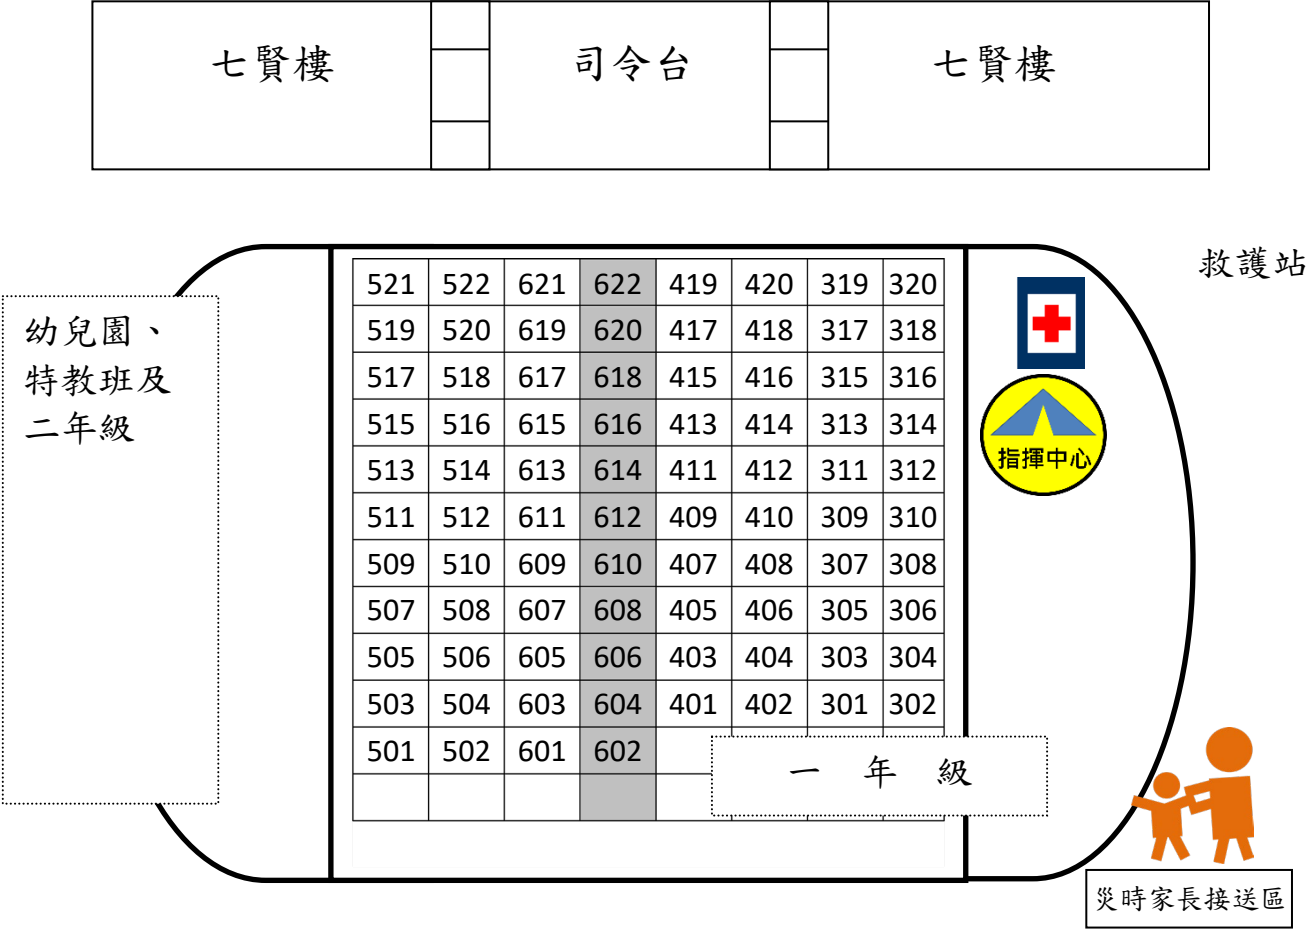 七賢樓 司令台 七賢樓
救護站
幼兒園、
特教班及
二年級
521 522 621 622 419 420 319 320
519 520 619 620 417 418 317 318
517 518 617 618 415 416 315 316
515 516 615 616 413 414 313 314
513 514 613 614 411 412 311 312
511 512 611 612 409 410 309 310
509 510 609 610 407 408 307 308
507 508 607 608 405 406 305 306
505 506 605 606 403 404 303 304
503 504 603 604 401 402 301 302
501 502 601 602
指揮中心
一 年 級
災時家長接送區